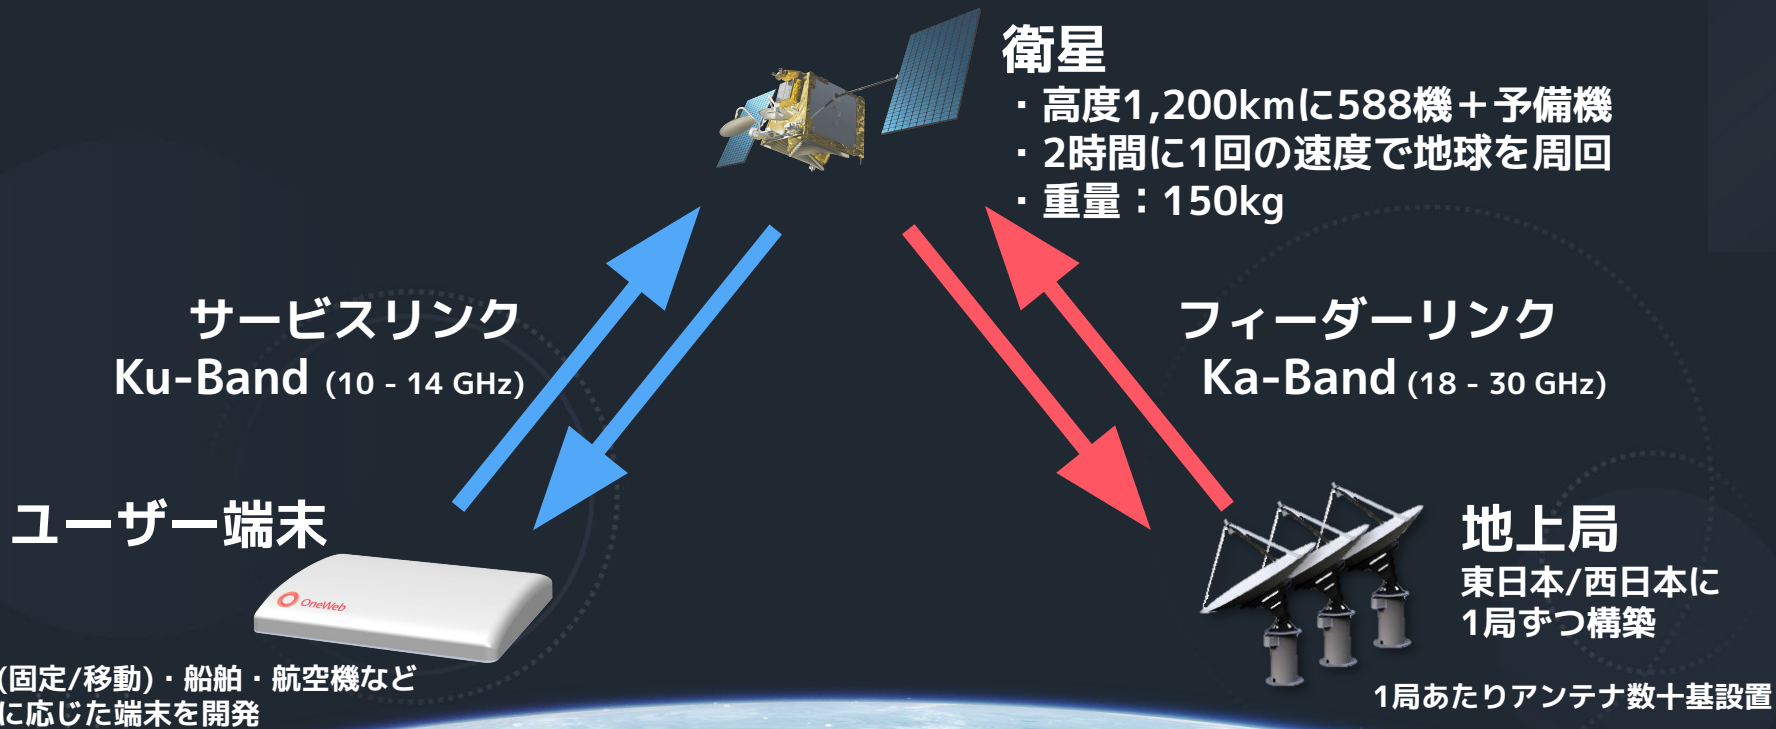 衛星
・高度1,200kmに588機＋予備機
・2時間に1回の速度で地球を周回
・重量：150kg
サービスリンク
Ku-Band (10 - 14 GHz)
フィーダーリンク
Ka-Band (18 - 30 GHz)
ユーザー端末
OneWeb
(固定/移動)・船舶・航空機など
に応じた端末を開発
地上局
東日本/西日本に
1局ずつ構築
1局あたりアンテナ数十基設置